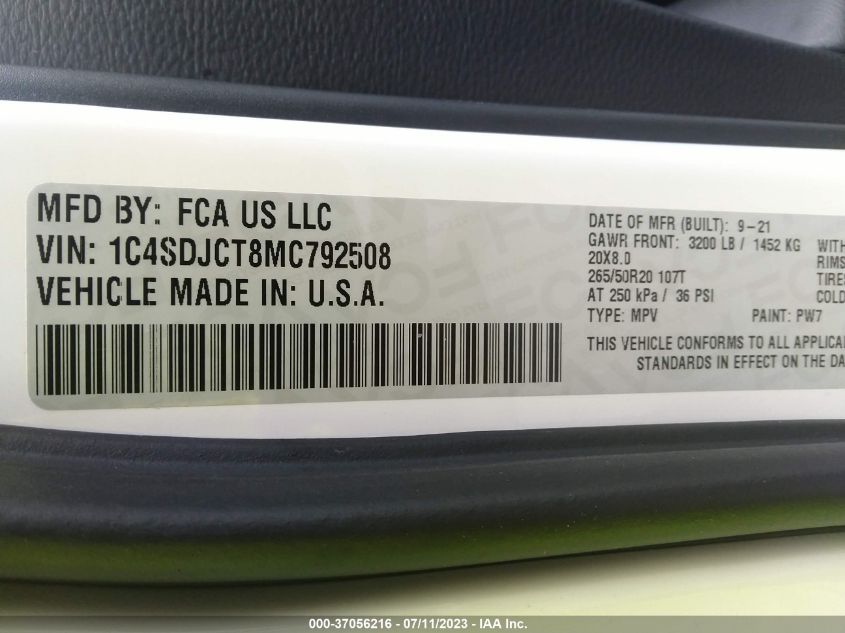 MFD BY: FCA US LLC
VIN: 1C4SDJCT8MC792508
VEHICLE MADE IN: U.S.A.
DATE OF MFR (BUILT): 9-21
GAWR FRONT: 3200 LB / 1452 KG WITH
20X8.0 RIMS
265/50R20 107T TIRES
AT 250 kPa / 36 PSI COLD
TYPE: MPV PAINT: PW7
THIS VEHICLE CONFORMS TO ALL APPLICA
STANDARDS IN EFFECT ON THE DA
000-37056216 - 07/11/2023 - IAA Inc.